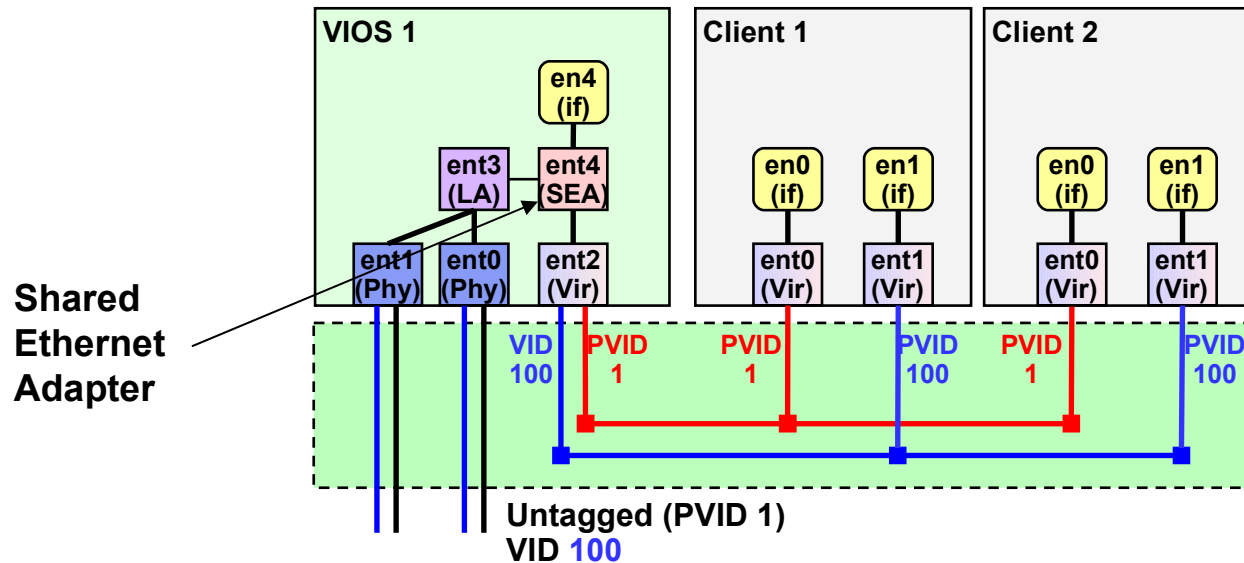 VIOS 1
en4
(if)
ent3
(LA)
ent4
(SEA)
ent1
(Phy)
ent0
(Phy)
ent2
(Vir)
Client 1
en0
(if)
en1
(if)
ent0
(Vir)
ent1
(Vir)
Client 2
en0
(if)
en1
(if)
ent0
(Vir)
ent1
(Vir)
Shared
Ethernet
Adapter
VID
100
PVID
1
PVID
1
PVID
100
PVID
1
PVID
100
Untagged (PVID 1)
VID 100